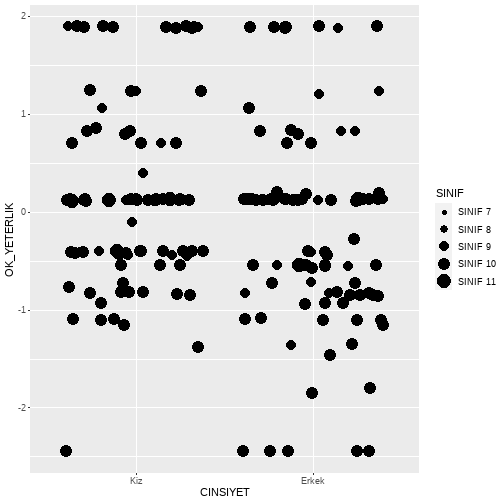 2
1
0
-1
-2
OK_YETERLIK
Kiz
Erkek
CINSIYET
SINIF
SINIF 7
SINIF 8
SINIF 9
SINIF 10
SINIF 11